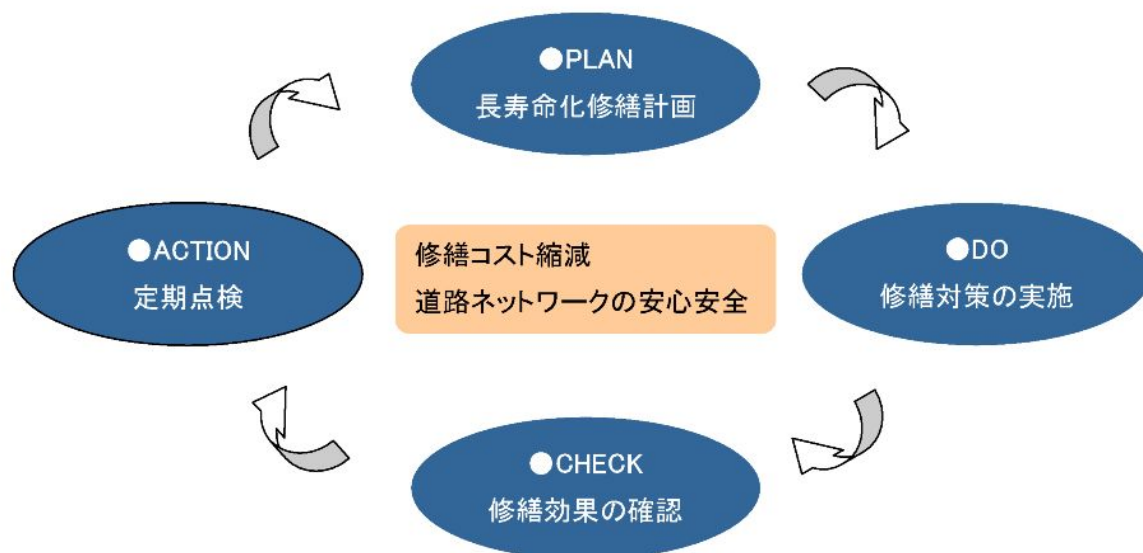 ●PLAN
長寿命化修繕計画
●ACTION
定期点検
修繕コスト縮減
道路ネットワークの安心安全
●DO
修繕対策の実施
●CHECK
修繕効果の確認